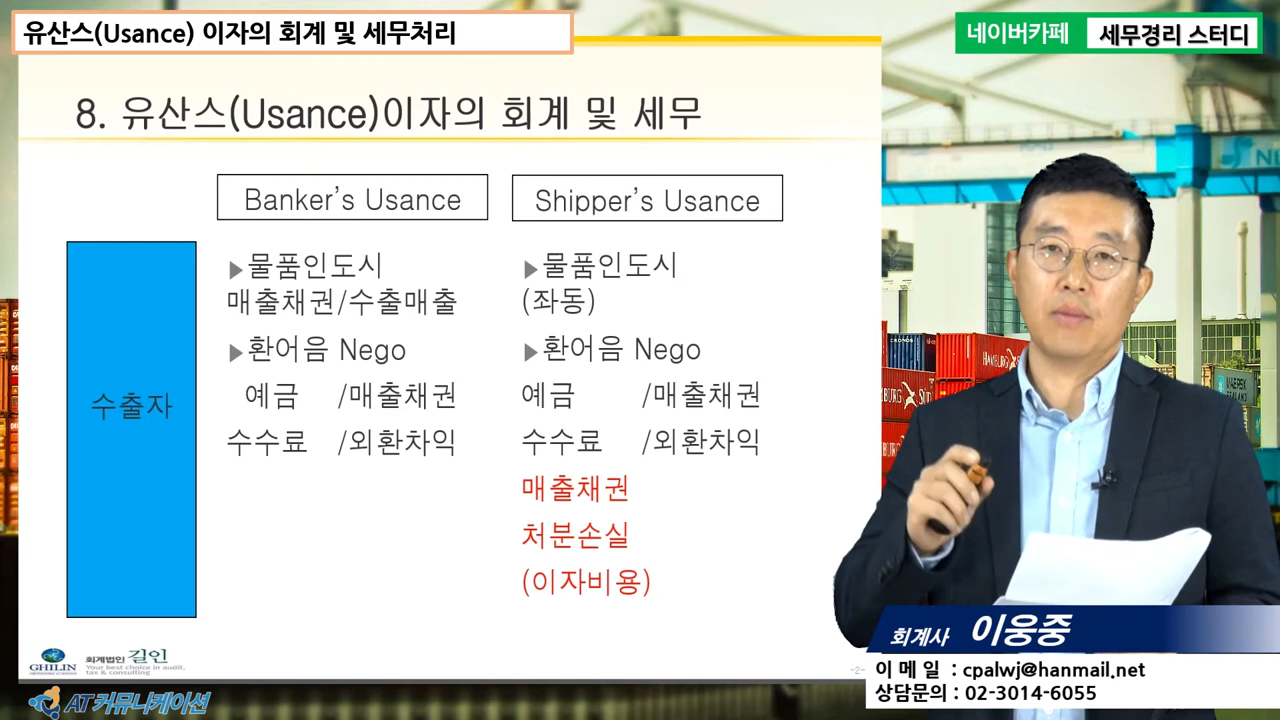 유산스(Usance) 이자의 회계 및 세무처리
네이버카페 세무경리 스터디
8. 유산스(Usance)이자의 회계 및 세무
Banker's Usance
Shipper's Usance
수출자
▶물품인도시
매출채권/수출매출
▶환어음 Nego
예금 /매출채권
수수료 /외환차익
▶물품인도시
(좌동)
▶환어음 Nego
예금 /매출채권
수수료 /외환차익
매출채권
처분손실
(이자비용)
GHILIN
회계법인 길인
Your best choice in audit,
tax & consulting
-2-
AT커뮤니케이션
CRONOS
HAMBURG SÜD
회계사 이웅중
이 메 일 : cpalwj@hanmail.net
상담문의 : 02-3014-6055